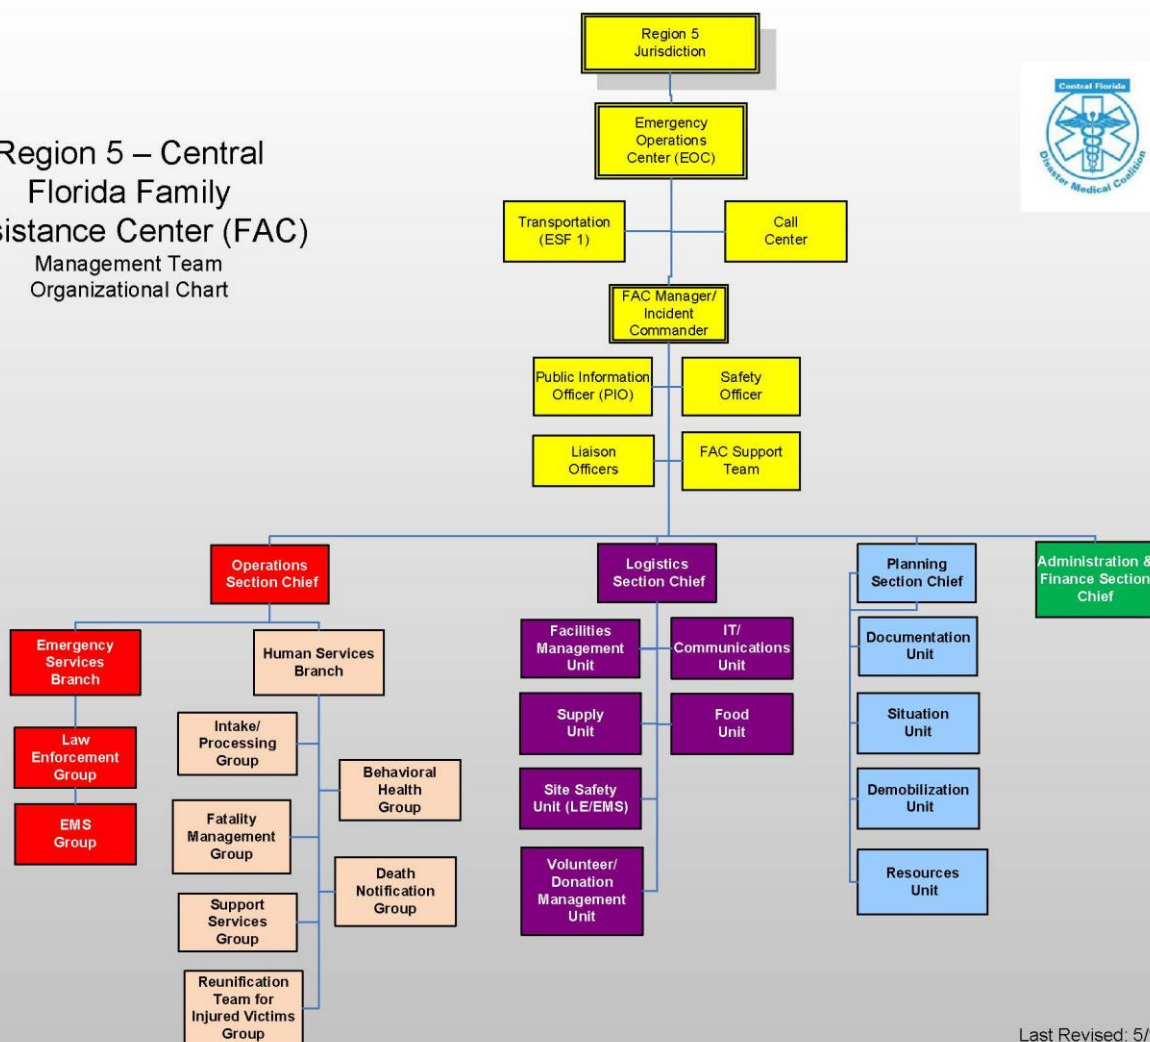 Region 5
Jurisdiction
Central Florida
Disaster Medical Coalition
Emergency
Operations
Center (EOC)
Region 5 – Central
Florida Family
sistance Center (FAC)
Management Team
Organizational Chart
Transportation
(ESF 1)
Call
Center
FAC Manager/
Incident
Commander
Public Information
Officer (PIO)
Safety
Officer
Liaison
Officers
FAC Support
Team
Operations
Section Chief
Logistics
Section Chief
Planning
Section Chief
Administration &
Finance Section
Chief
Emergency
Services
Branch
Human Services
Branch
Facilities
Management
Unit
IT/
Communications
Unit
Documentation
Unit
Law
Enforcement
Group
Intake/
Processing
Group
Supply
Unit
Food
Unit
Situation
Unit
EMS
Group
Behavioral
Health
Group
Fatality
Management
Group
Site Safety
Unit (LE/EMS)
Demobilization
Unit
Death
Notification
Group
Support
Services
Group
Volunteer/
Donation
Management
Unit
Resources
Unit
Reunification
Team for
Injured Victims
Group
Last Revised: 5/